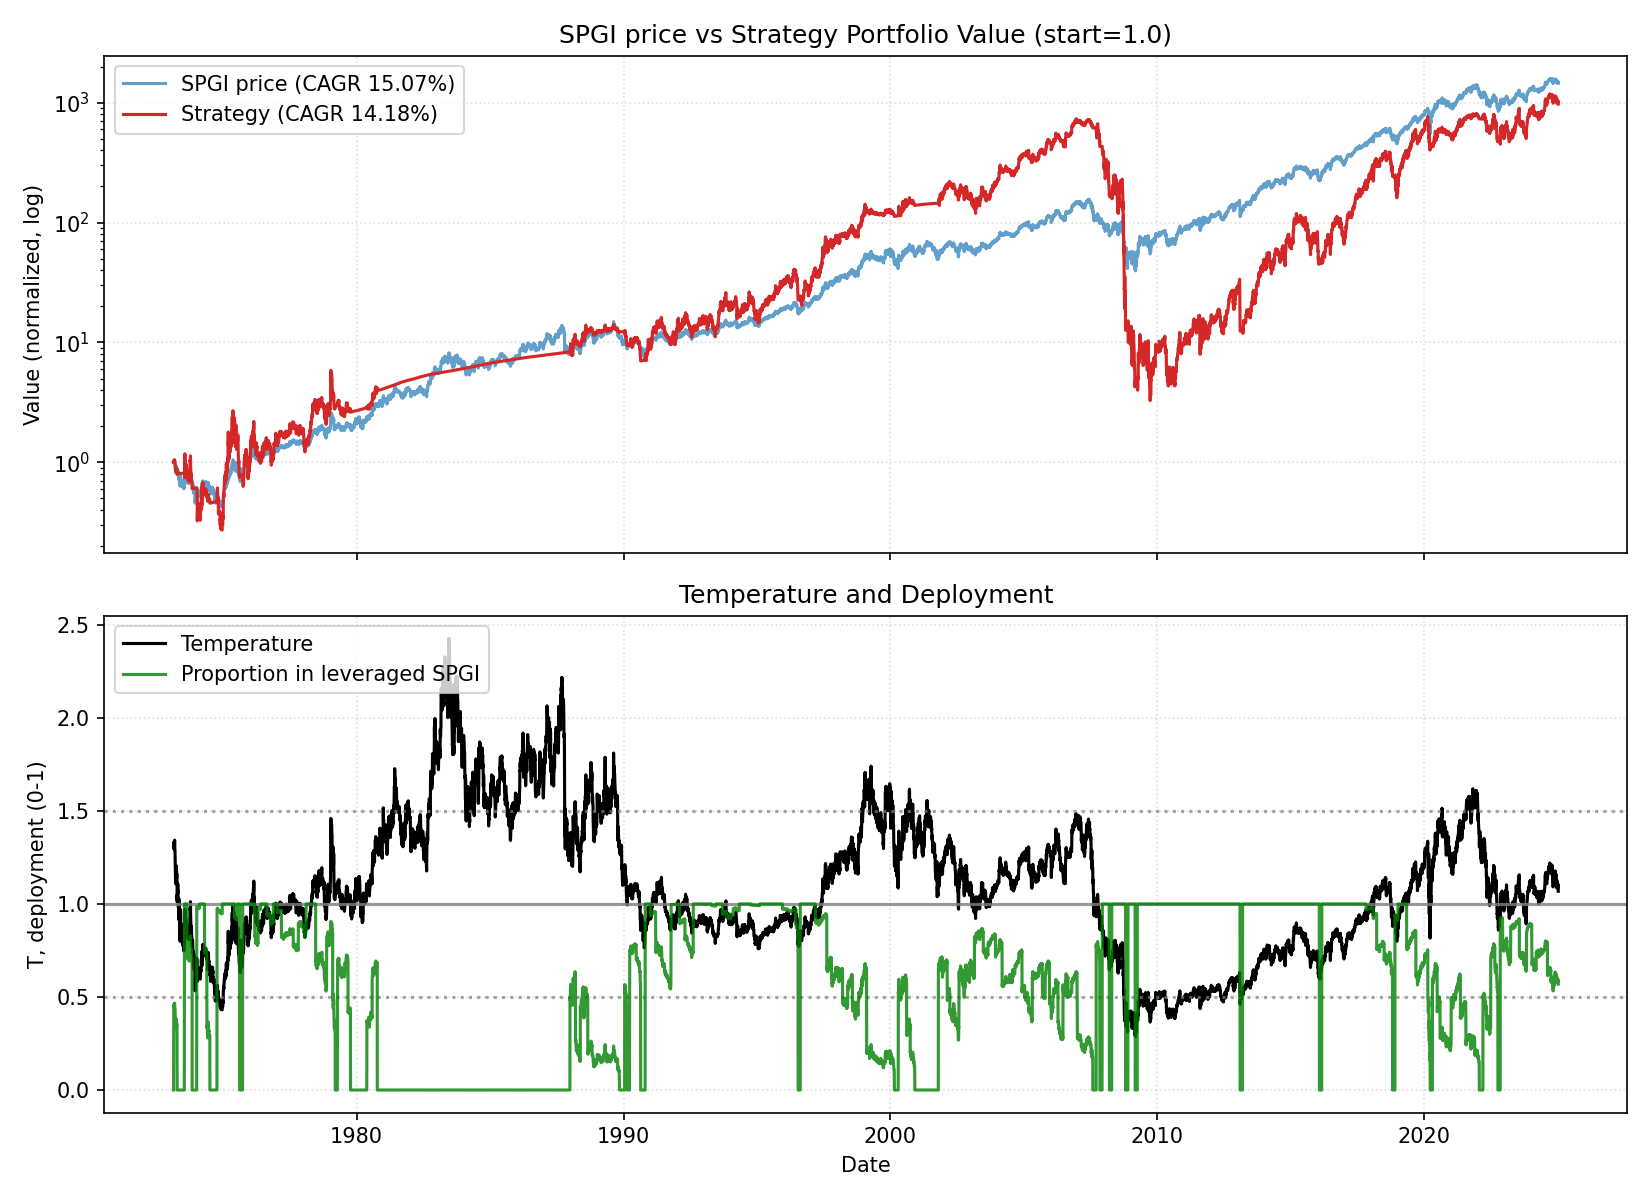 SPGI price vs Strategy Portfolio Value (start=1.0)
SPGI price (CAGR 15.07%)
Strategy (CAGR 14.18%)
Value (normalized, log)
10³
10²
10¹
10⁰
Temperature and Deployment
Temperature
Proportion in leveraged SPGI
T, deployment (0-1)
2.5
2.0
1.5
1.0
0.5
0.0
1980 1990 2000 2010 2020
Date